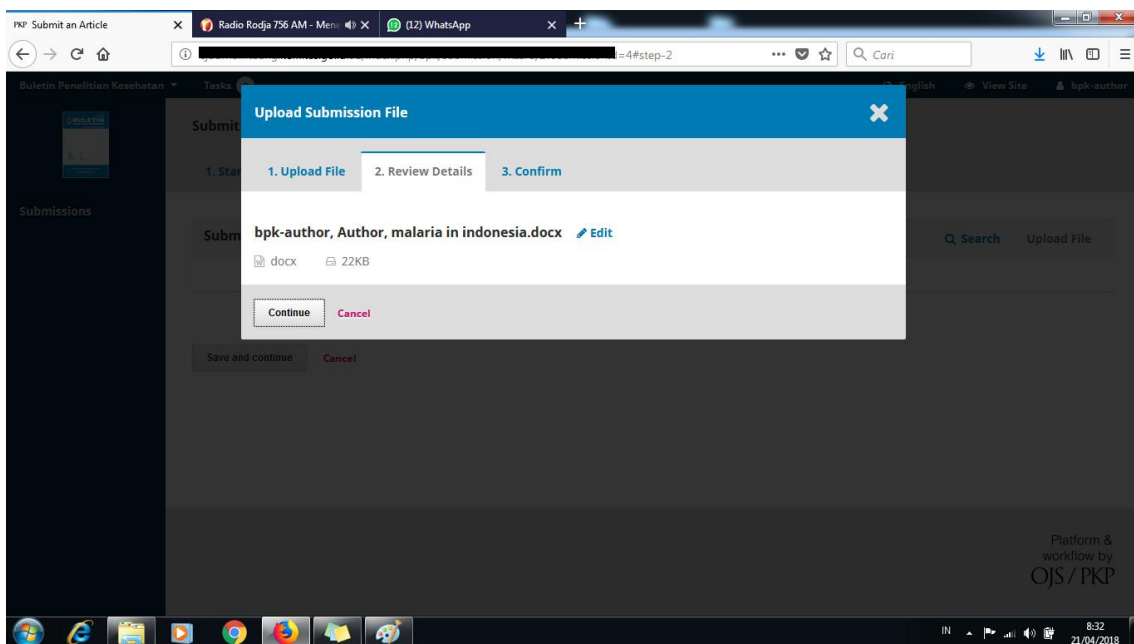 PKP Submit an Article
Radio Rodja 756 AM - Mene
(12) WhatsApp
=4#step-2
Cari
Buletin Penelitian Kesehatan
Tasks
English
View Site
bpk-author
Upload Submission File
Submit
1. Star
1. Upload File
2. Review Details
3. Confirm
Submissions
bpk-author, Author, malaria in indonesia.docx
Edit
Subm
Search
Upload File
docx
22KB
Continue
Cancel
Save and continue
Cancel
Platform &
workflow by
OJS / PKP
IN
8:32
21/04/2018